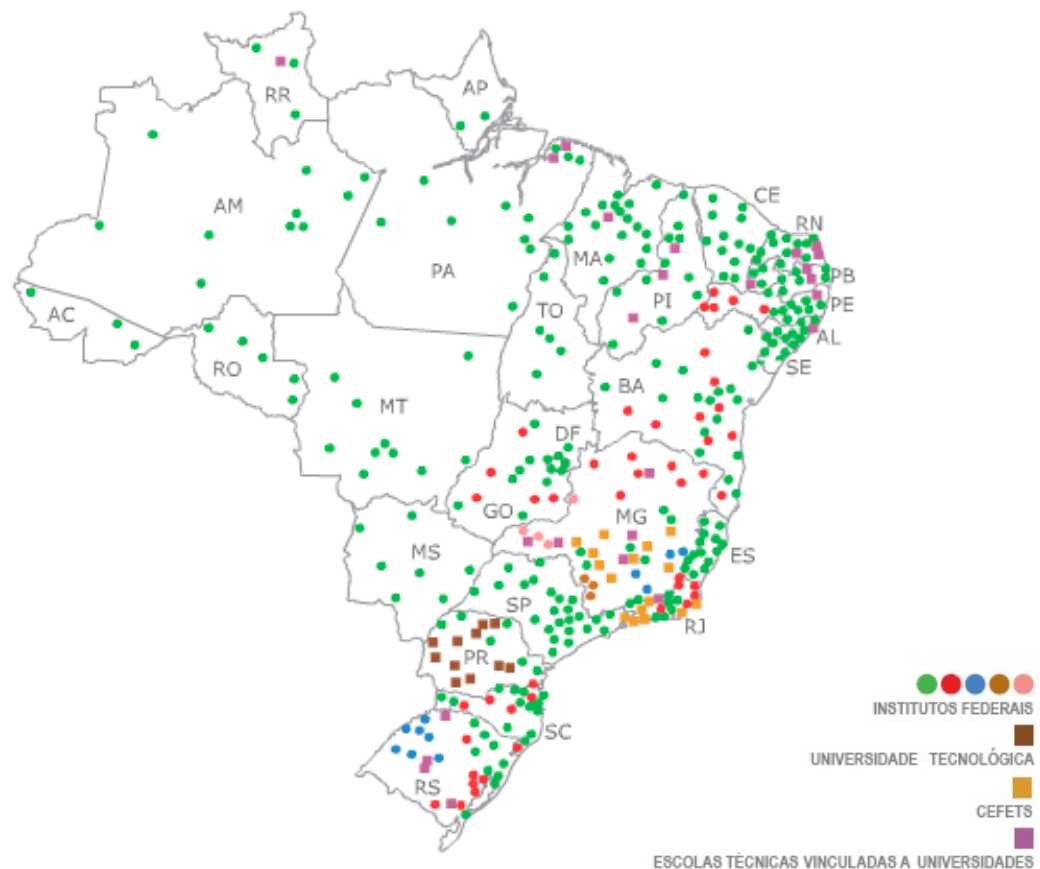 RR
AP
AM
PA
MA
CE
RN
PB
PE
AL
SE
PI
TO
AC
RO
MT
BA
DF
GO
MG
ES
MS
SP
RJ
PR
SC
RS
INSTITUTOS FEDERAIS
UNIVERSIDADE TECNOLÓGICA
CEFETS
ESCOLAS TÉCNICAS VINCULADAS A UNIVERSIDADES